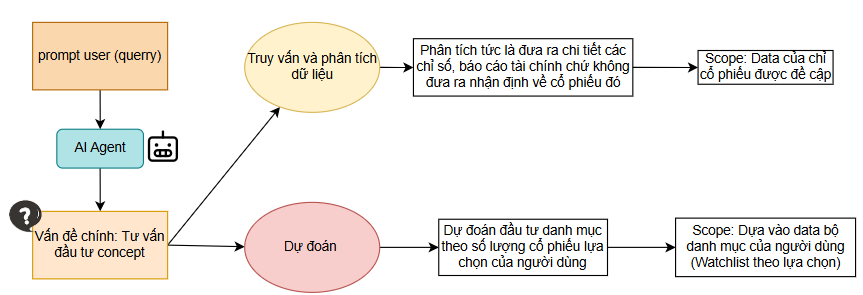 prompt user (querry)
AI Agent
?
Vấn đề chính: Tư vấn
đầu tư concept
Truy vấn và phân tích
dữ liệu
Phân tích tức là đưa ra chi tiết các
chỉ số, báo cáo tài chính chứ không
đưa ra nhận định về cổ phiếu đó
Scope: Data của chỉ
cổ phiếu được đề cập
Dự đoán
Dự đoán đầu tư danh mục
theo số lượng cổ phiếu lựa
chọn của người dùng
Scope: Dựa vào data bộ
danh mục của người dùng
(Watchlist theo lựa chọn)